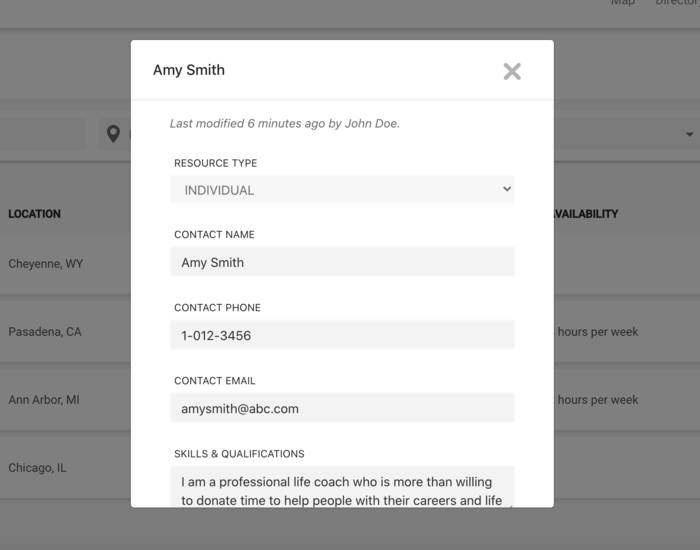 Map
Amy Smith
Last modified 6 minutes ago by John Doe.
RESOURCE TYPE
INDIVIDUAL
LOCATION
CONTACT NAME
Cheyenne, WY
Amy Smith
CONTACT PHONE
Pasadena, CA
1-012-3456
hours per week
CONTACT EMAIL
Ann Arbor, MI
amysmith@abc.com
hours per week
SKILLS & QUALIFICATIONS
Chicago, IL
I am a professional life coach who is more than willing
to donate time to help people with their careers and life